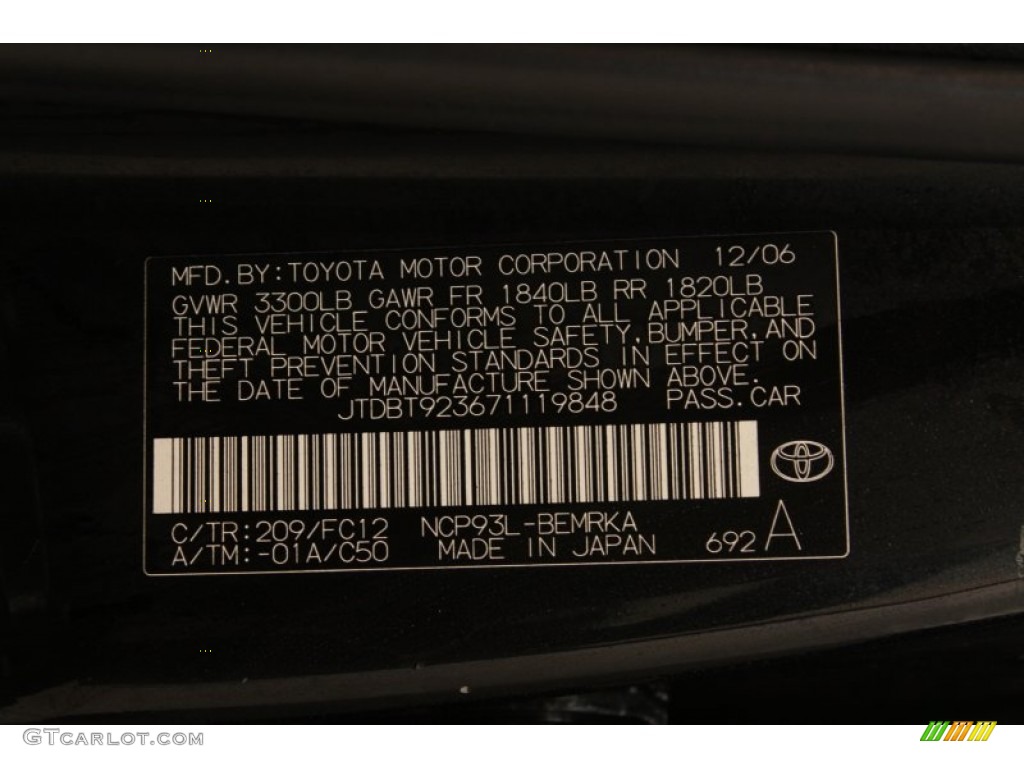 MFD.BY:TOYOTA MOTOR CORPORATION 12/06
GVWR 3300LB GAWR FR 1840LB RR 1820LB
THIS VEHICLE CONFORMS TO ALL APPLICABLE
FEDERAL MOTOR VEHICLE SAFETY,BUMPER,AND
THEFT PREVENTION STANDARDS IN EFFECT ON
THE DATE OF MANUFACTURE SHOWN ABOVE.
JTDBT923671119848 PASS.CAR
C/TR:209/FC12 NCP93L-BEMRKA
A/TM:-01A/C50 MADE IN JAPAN 692 A
GTCarlot.com